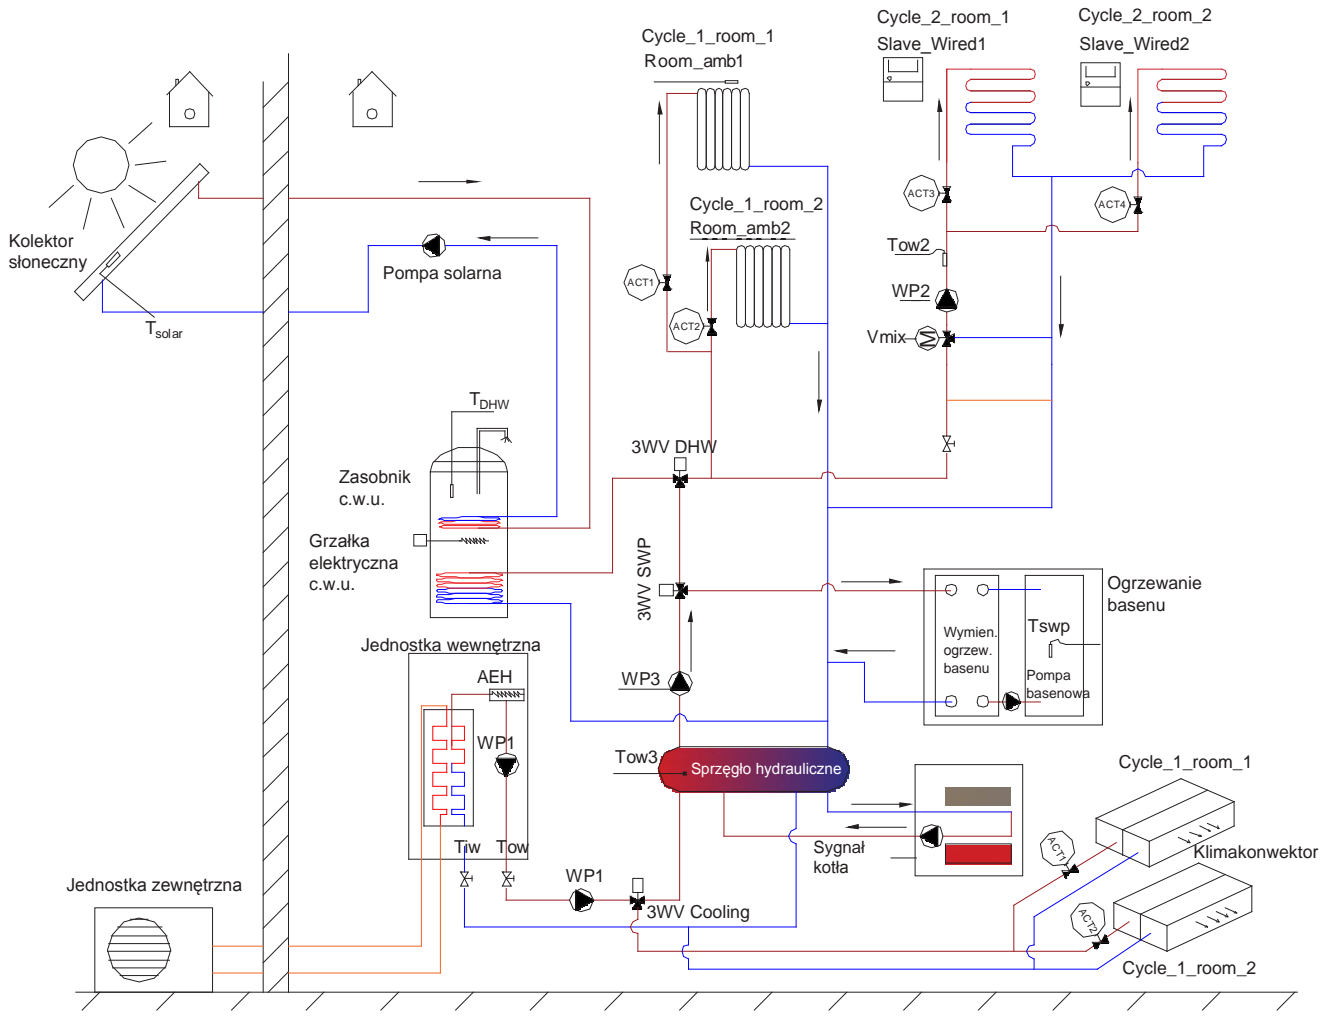 Cycle_2_room_1
Slave_Wired1
Cycle_2_room_2
Slave_Wired2
Cycle_1_room_1
Room_amb1
Cycle_1_room_2
Room_amb2
ACT3
ACT4
Kolektor
słoneczny
Tsolar
Pompa solarna
Tow2
ACT1
WP2
ACT2
Vmix
M
TDHW
3WV DHW
Zasobnik
c.w.u.
Grzałka
elektryczna
c.w.u.
3WV SWP
Ogrzewanie
basenu
Wymien.
ogrzew.
basenu
Tswp
Pompa
basenowa
Jednostka wewnętrzna
AEH
WP3
WP1
Tow3
Sprzęgło hydrauliczne
Cycle_1_room_1
Tiw
Tow
Sygnał
kotła
ACT1
Klimakonwektor
WP1
Jednostka zewnętrzna
3WV Cooling
ACT2
Cycle_1_room_2